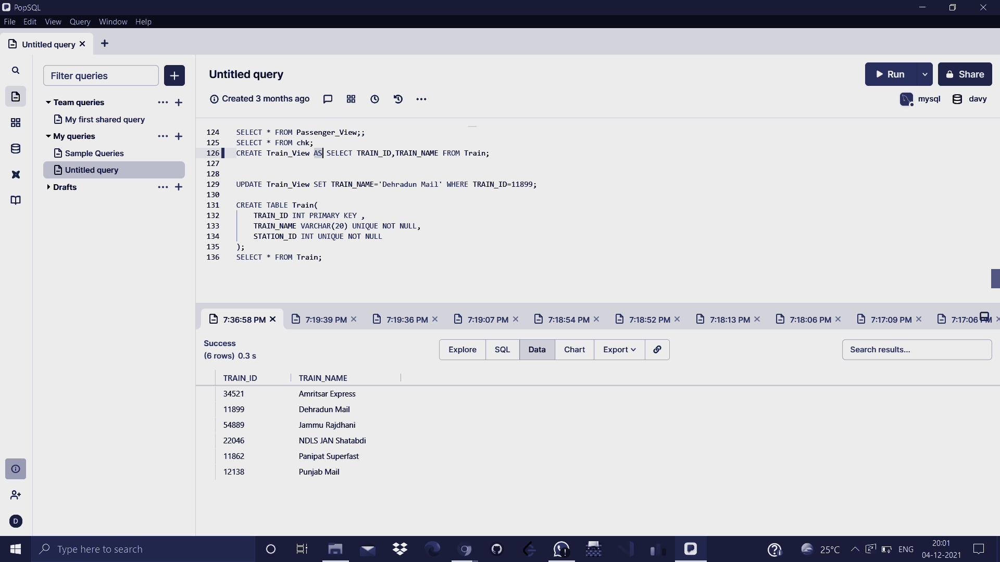 PopSQL
File Edit View Query Window Help
Untitled query
Filter queries
Untitled query
Run
Share
Created 3 months ago
mysql
davy
Team queries
My first shared query
My queries
Sample Queries
Untitled query
Drafts
124 SELECT * FROM Passenger_View;;
125 SELECT * FROM chk;
126 CREATE Train_View AS SELECT TRAIN_ID,TRAIN_NAME FROM Train;
127
128
129 UPDATE Train_View SET TRAIN_NAME='Dehradun Mail' WHERE TRAIN_ID=11899;
130
131 CREATE TABLE Train(
132 TRAIN_ID INT PRIMARY KEY ,
133 TRAIN_NAME VARCHAR(20) UNIQUE NOT NULL,
134 STATION_ID INT UNIQUE NOT NULL
135 );
136 SELECT * FROM Train;
7:36:58 PM 7:19:39 PM 7:19:36 PM 7:19:07 PM 7:18:54 PM 7:18:52 PM 7:18:13 PM 7:18:06 PM 7:17:09 PM 7:17:06 PM
Success
(6 rows) 0.3 s
Explore SQL Data Chart Export
Search results...
TRAIN_ID TRAIN_NAME
34521 Amritsar Express
11899 Dehradun Mail
54889 Jammu Rajdhani
22046 NDLS JAN Shatabdi
11862 Panipat Superfast
12138 Punjab Mail
D
Type here to search
25°C
ENG
20:01
04-12-2021